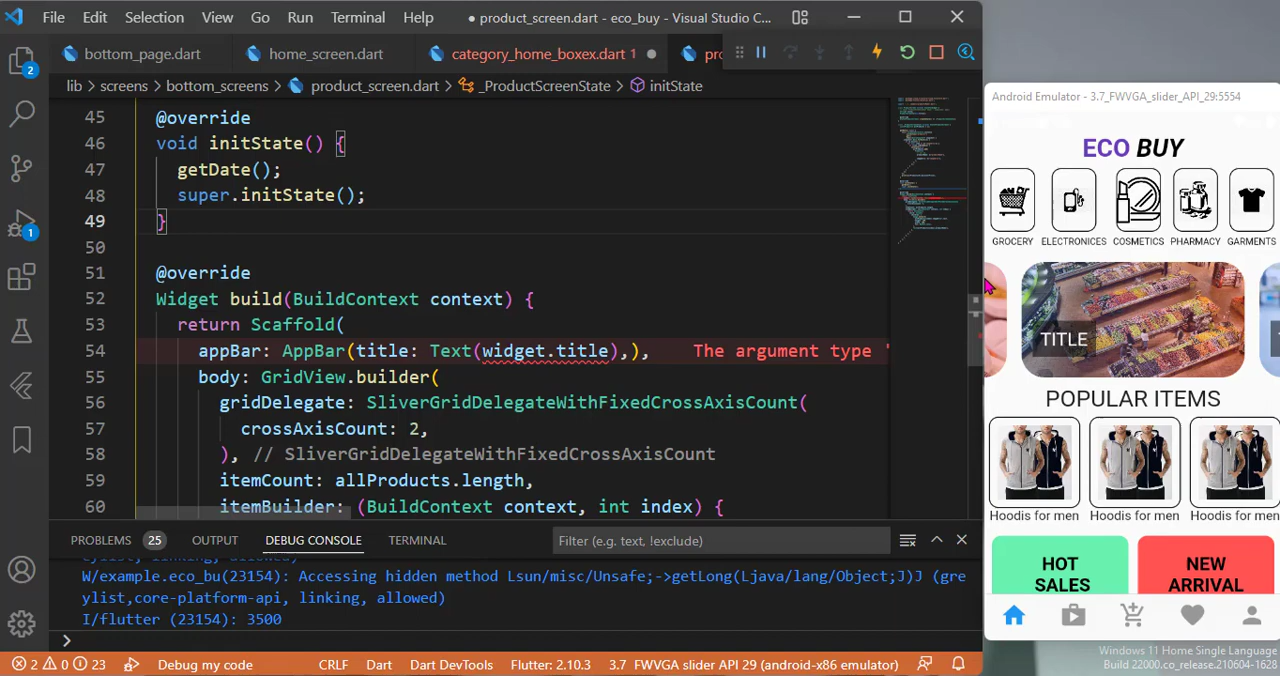 File Edit Selection View Go Run Terminal Help ● product_screen.dart - eco_buy - Visual Studio C...
bottom_page.dart home_screen.dart category_home_boxex.dart 1 ●
lib > screens > bottom_screens > product_screen.dart > _ProductScreenState > initState
45 @override
46 void initState() {
47 getDate();
48 super.initState();
49 }
50
51 @override
52 Widget build(BuildContext context) {
53 return Scaffold(
54 appBar: AppBar(title: Text(widget.title),), The argument type '
55 body: GridView.builder(
56 gridDelegate: SliverGridDelegateWithFixedCrossAxisCount(
57 crossAxisCount: 2,
58 ), // SliverGridDelegateWithFixedCrossAxisCount
59 itemCount: allProducts.length,
60 itemBuilder: (BuildContext context, int index) {
2
1
PROBLEMS 25 OUTPUT DEBUG CONSOLE TERMINAL Filter (e.g. text, !exclude)
W/example.eco_bu(23154): Accessing hidden method Lsun/misc/Unsafe;->getLong(Ljava/lang/Object;J)J (gre
ylist,core-platform-api, linking, allowed)
I/flutter (23154): 3500
>
2 0 23 Debug my code CRLF Dart Dart DevTools Flutter: 2.10.3 3.7 FWVGA slider API 29 (android-x86 emulator)
Android Emulator - 3.7_FWVGA_slider_API_29:5554
ECO BUY
GROCERY ELECTRONICES COSMETICS PHARMACY GARMENTS
TITLE
POPULAR ITEMS
Hoodis for men Hoodis for men Hoodis for men
HOT
SALES
NEW
ARRIVAL
Windows 11 Home Single Language
Build 22000.co_release.210604-1628